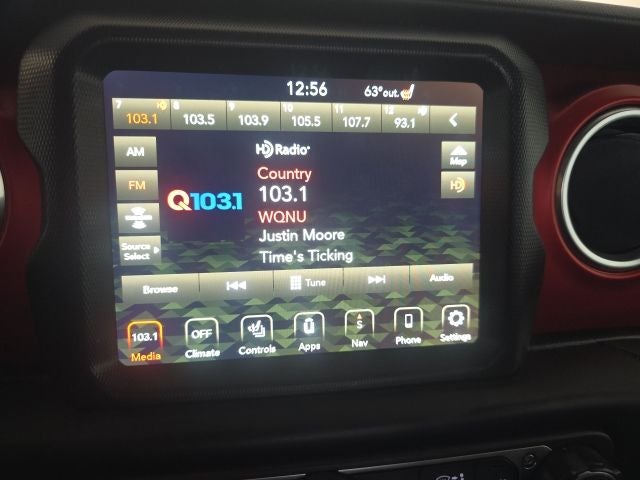 12:56 63°out.
7 8 9 10 11 12
103.1 103.5 103.9 105.5 107.7 93.1
AM
HD Radio
Map
Country
FM
Q103.1
103.1
HD
WQNU
Justin Moore
Source
Select
Time's Ticking
Browse Tune Audio
103.1 OFF S
Media Climate Controls Apps Nav Phone Settings